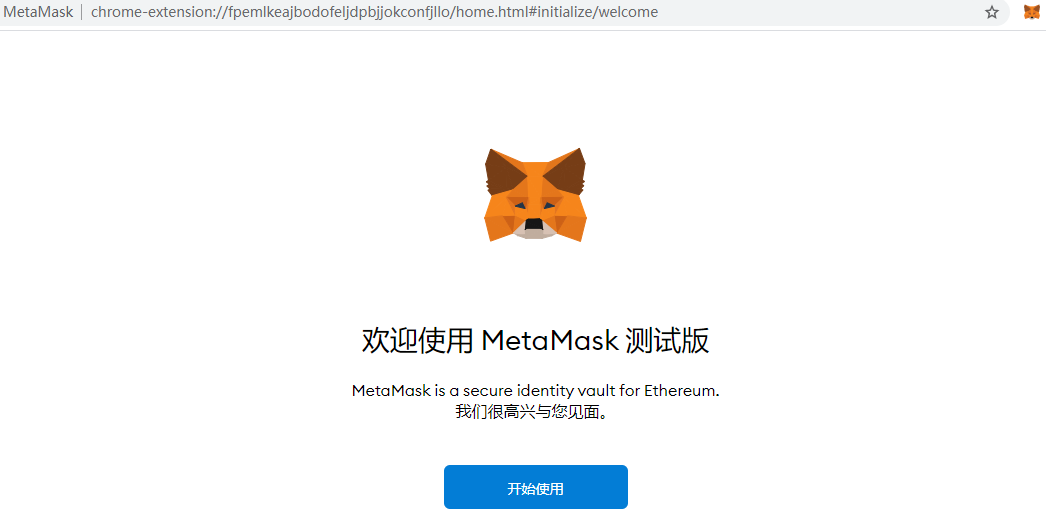 MetaMask | chrome-extension://fpemlkeajbodofeljdpbjjokconfjllo/home.html#initialize/welcome
欢迎使用 MetaMask 测试版
MetaMask is a secure identity vault for Ethereum.
我们很高兴与您见面。
开始使用